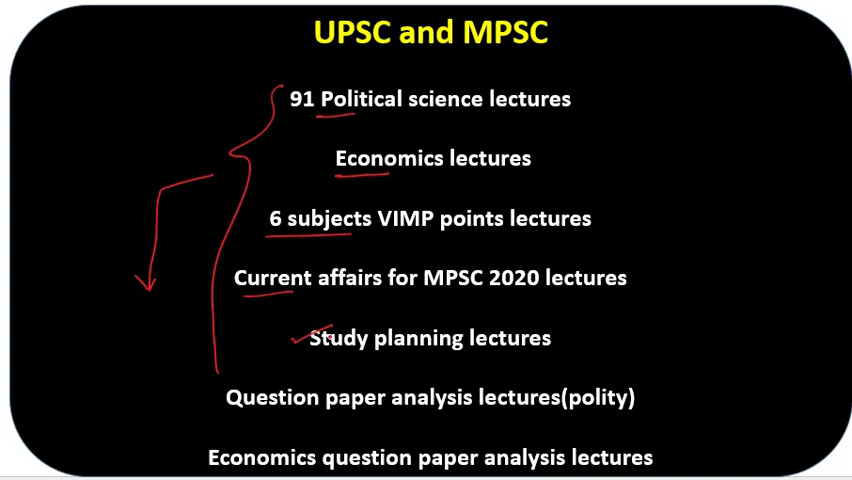 UPSC and MPSC
91 Political science lectures
Economics lectures
6 subjects VIMP points lectures
Current affairs for MPSC 2020 lectures
Study planning lectures
Question paper analysis lectures(polity)
Economics question paper analysis lectures